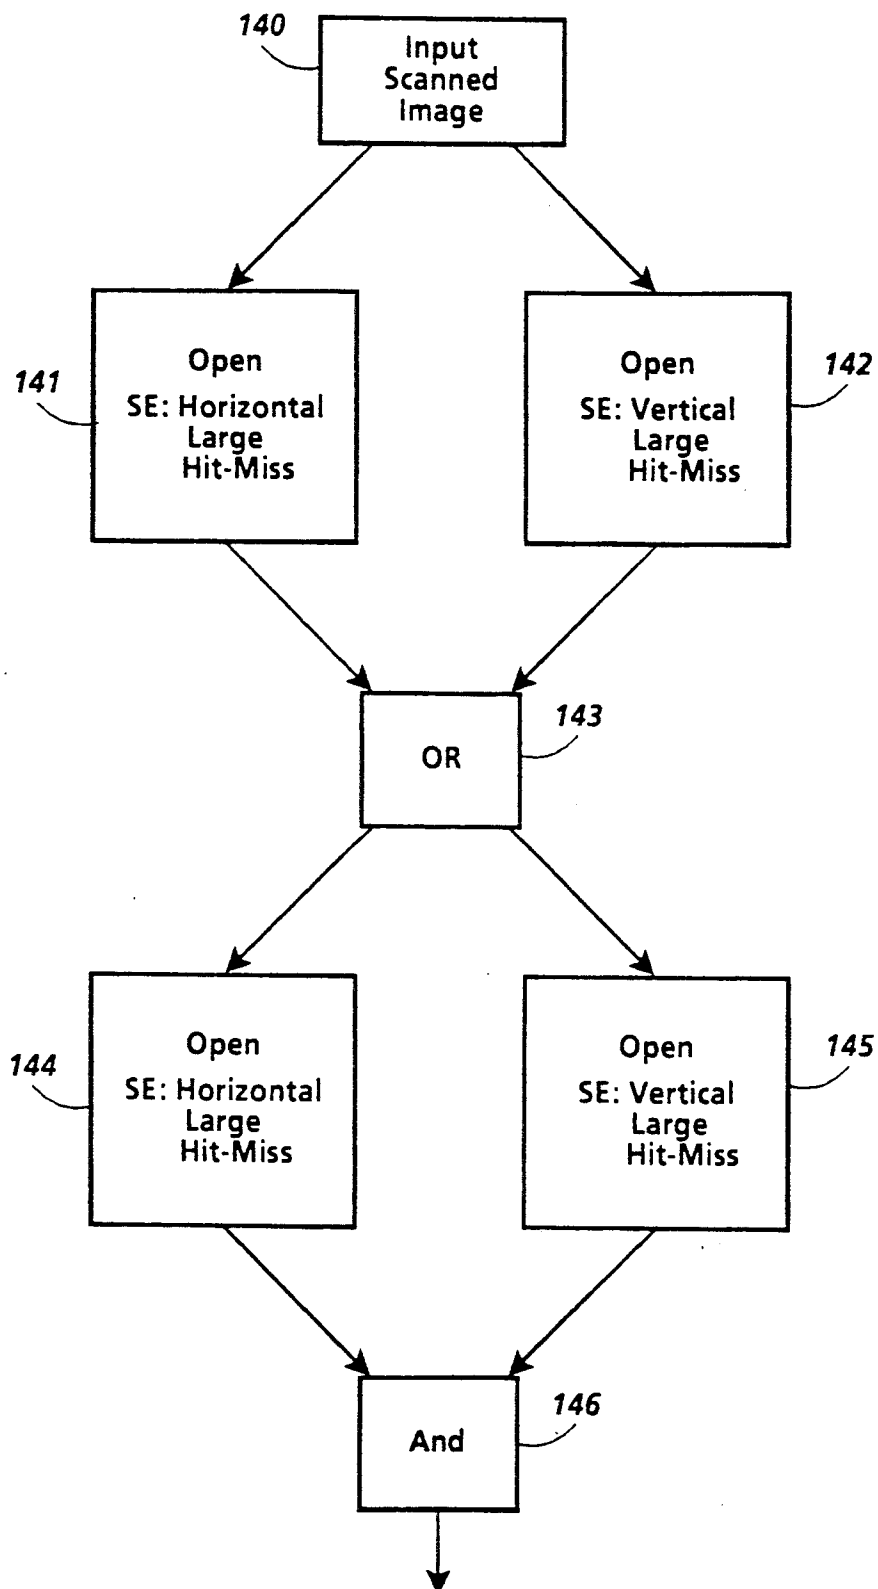 140
Input
Scanned
Image
141
Open
SE: Horizontal
Large
Hit-Miss
142
Open
SE: Vertical
Large
Hit-Miss
143
OR
144
Open
SE: Horizontal
Large
Hit-Miss
145
Open
SE: Vertical
Large
Hit-Miss
146
And